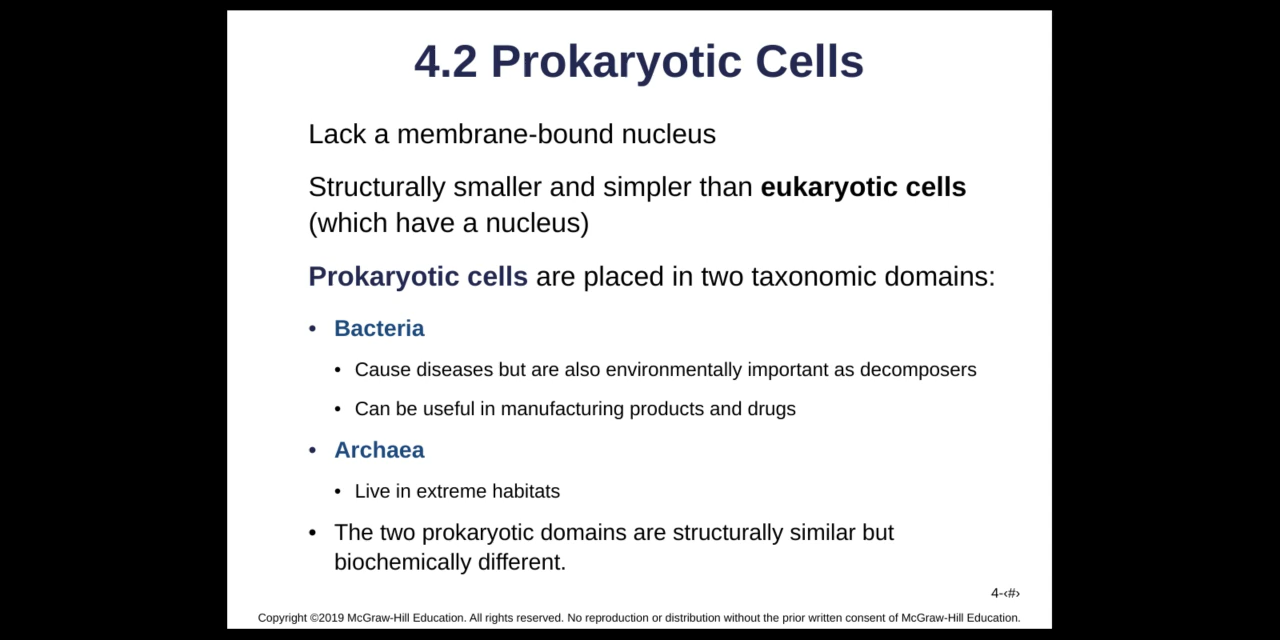 4.2 Prokaryotic Cells
Lack a membrane-bound nucleus
Structurally smaller and simpler than eukaryotic cells
(which have a nucleus)
Prokaryotic cells are placed in two taxonomic domains:
• Bacteria
• Cause diseases but are also environmentally important as decomposers
• Can be useful in manufacturing products and drugs
• Archaea
• Live in extreme habitats
• The two prokaryotic domains are structurally similar but
biochemically different.
4-‹#›
Copyright ©2019 McGraw-Hill Education. All rights reserved. No reproduction or distribution without the prior written consent of McGraw-Hill Education.